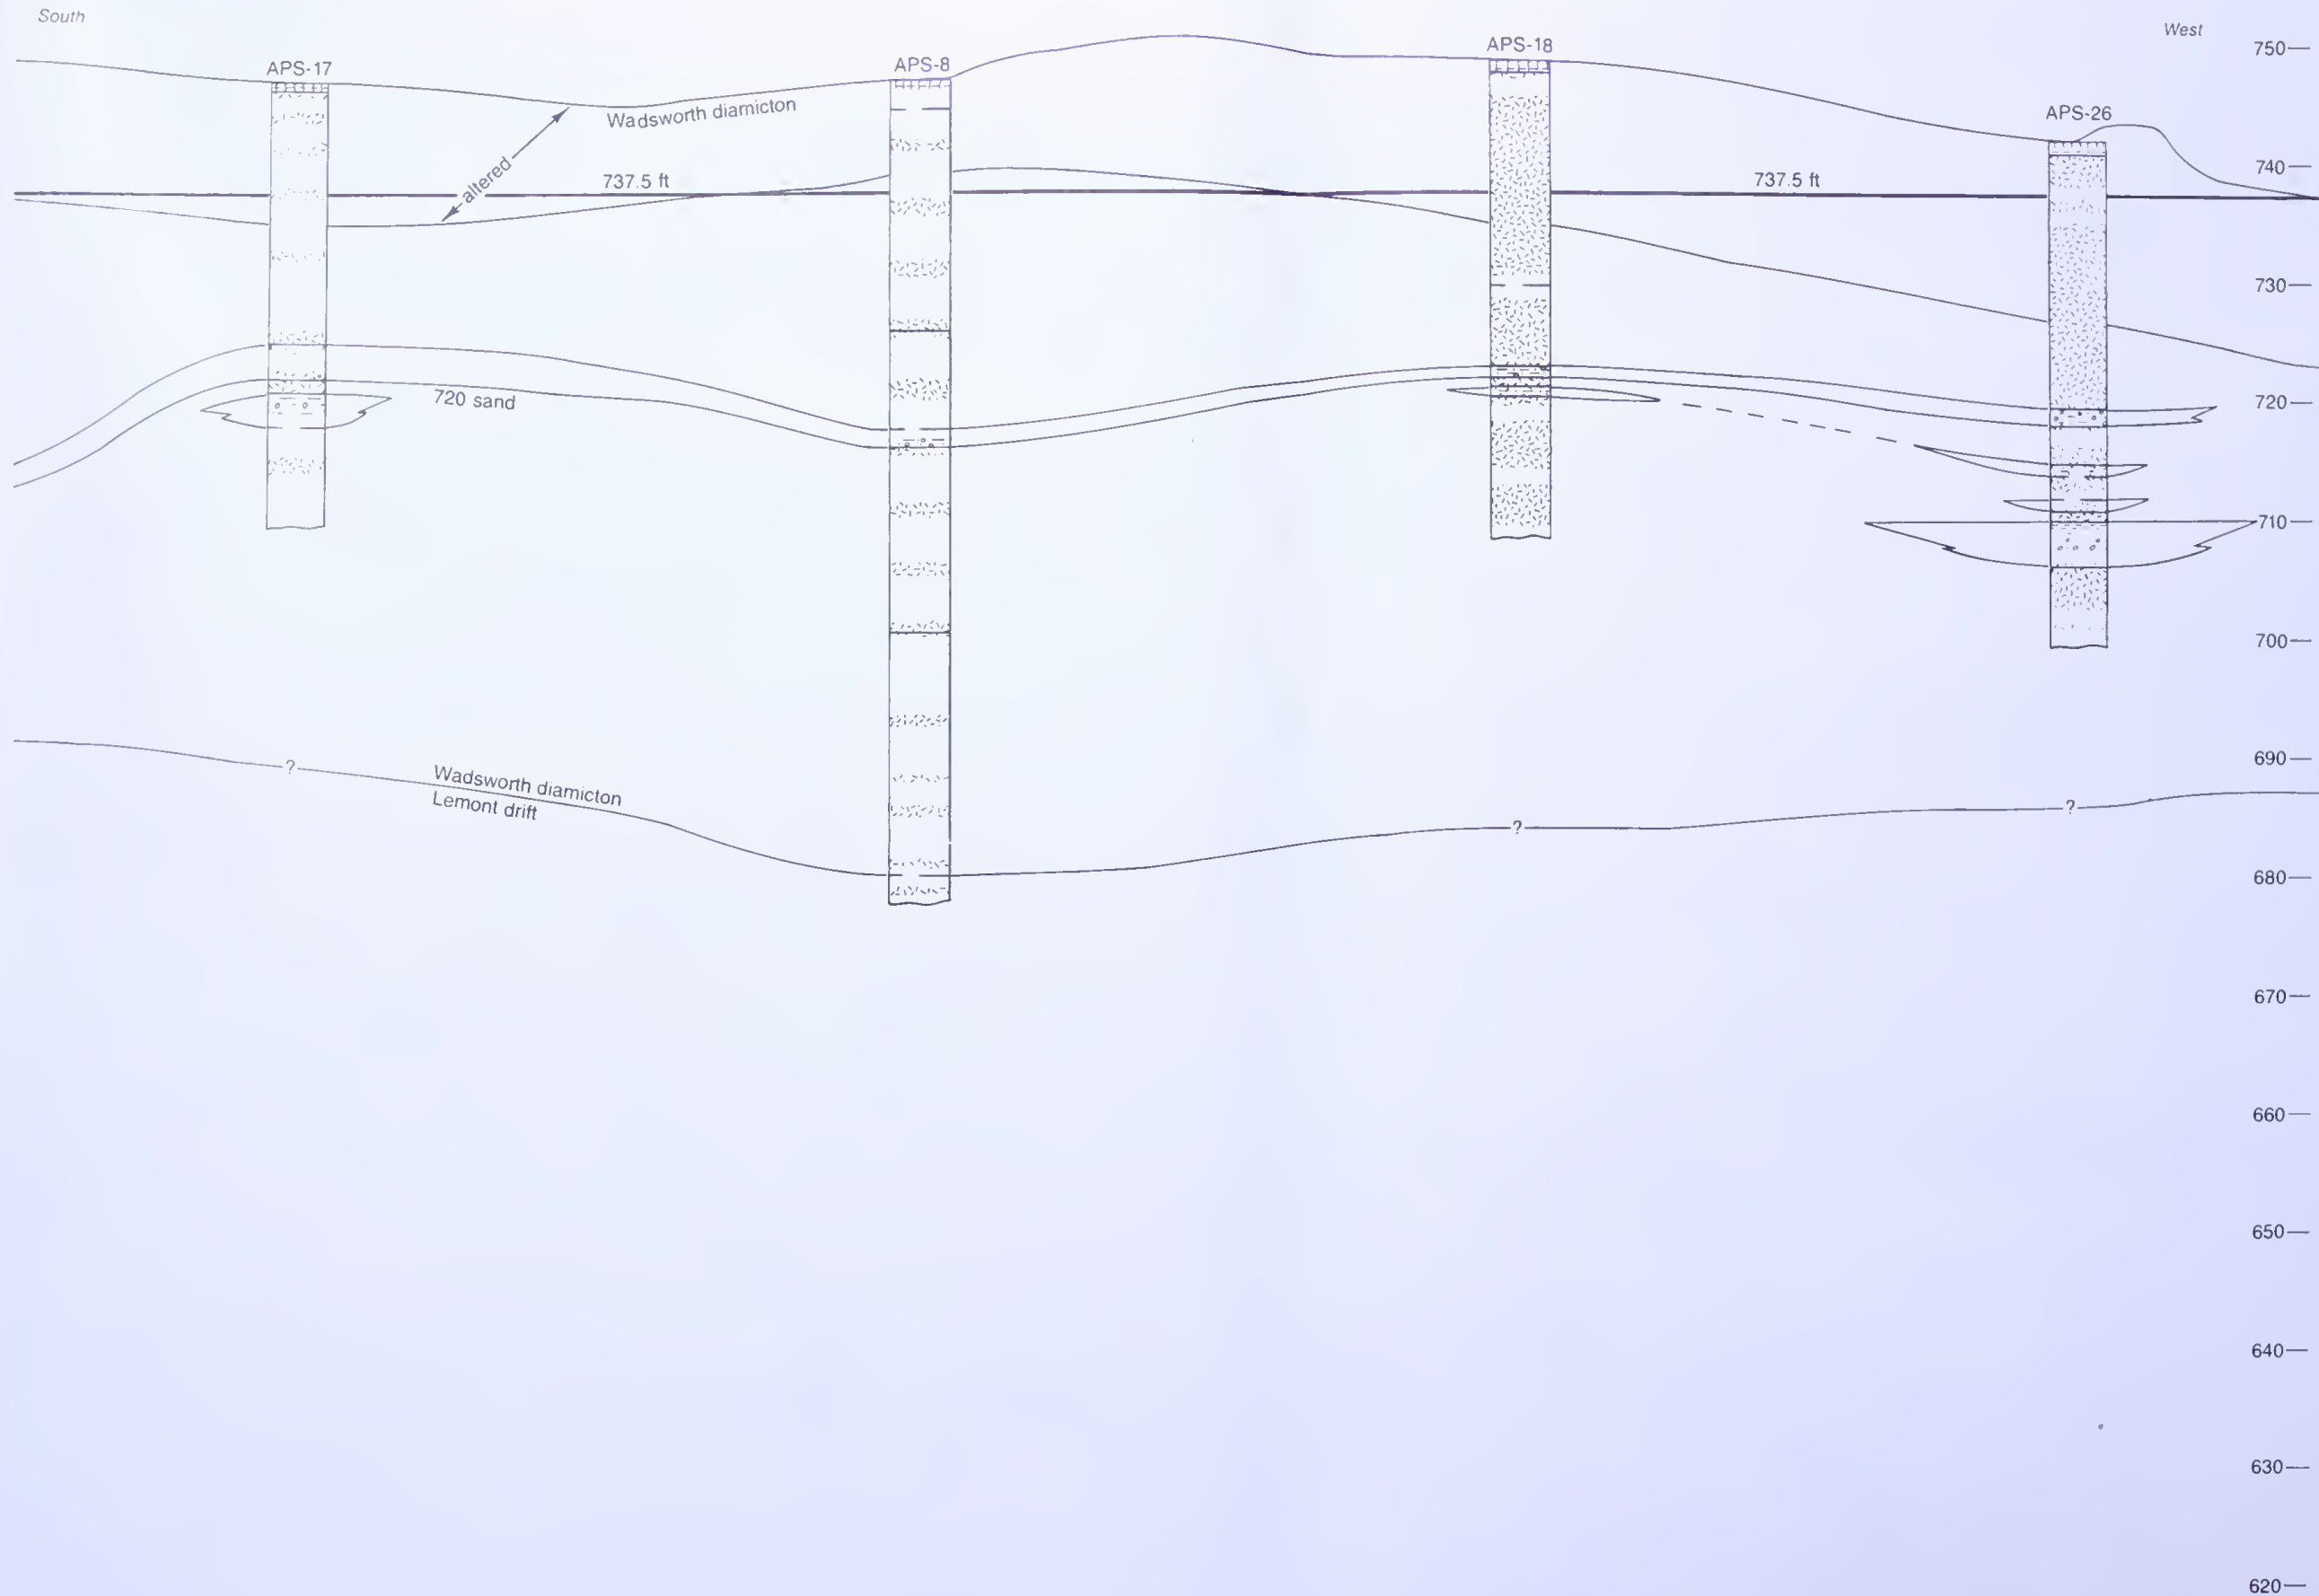 South
West
750
APS-17
APS-8
APS-18
APS-26
Wadsworth diamicton
altered
737.5 ft
737.5 ft
740
730
720 sand
720
710
700
690
Wadsworth diamicton
Lemont drift
?
?
?
680
670
660
650
640
630
620